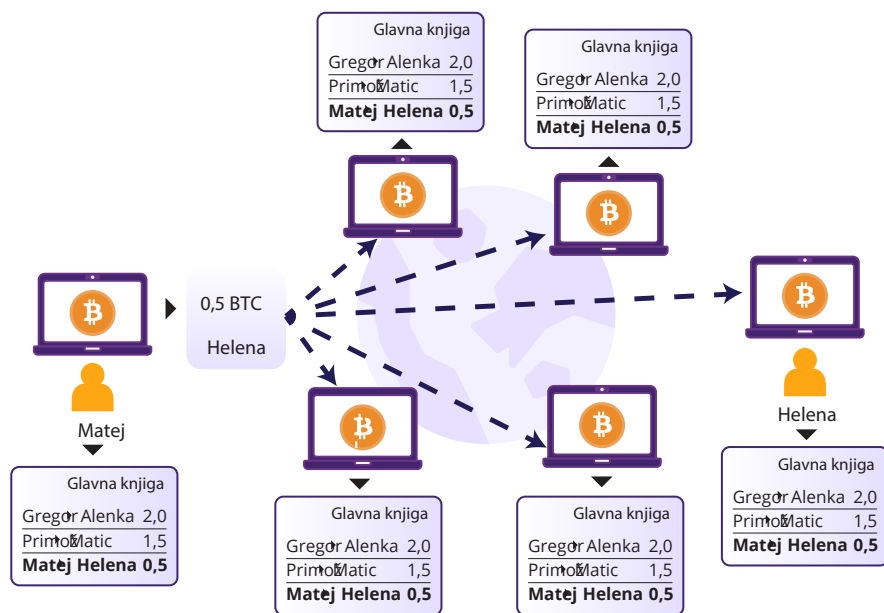 Glavna knjiga
Gregor Alenka 2,0
Primož Matic 1,5
Matej Helena 0,5
Glavna knjiga
Gregor Alenka 2,0
Primož Matic 1,5
Matej Helena 0,5
0,5 BTC
Helena
Matej
Helena
Glavna knjiga
Gregor Alenka 2,0
Primož Matic 1,5
Matej Helena 0,5
Glavna knjiga
Gregor Alenka 2,0
Primož Matic 1,5
Matej Helena 0,5
Glavna knjiga
Gregor Alenka 2,0
Primož Matic 1,5
Matej Helena 0,5
Glavna knjiga
Gregor Alenka 2,0
Primož Matic 1,5
Matej Helena 0,5